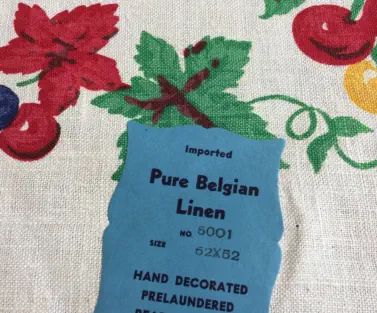 Imported
Pure Belgian
Linen
NO. 5001
SIZE 52X52
HAND DECORATED
PRELAUNDERED